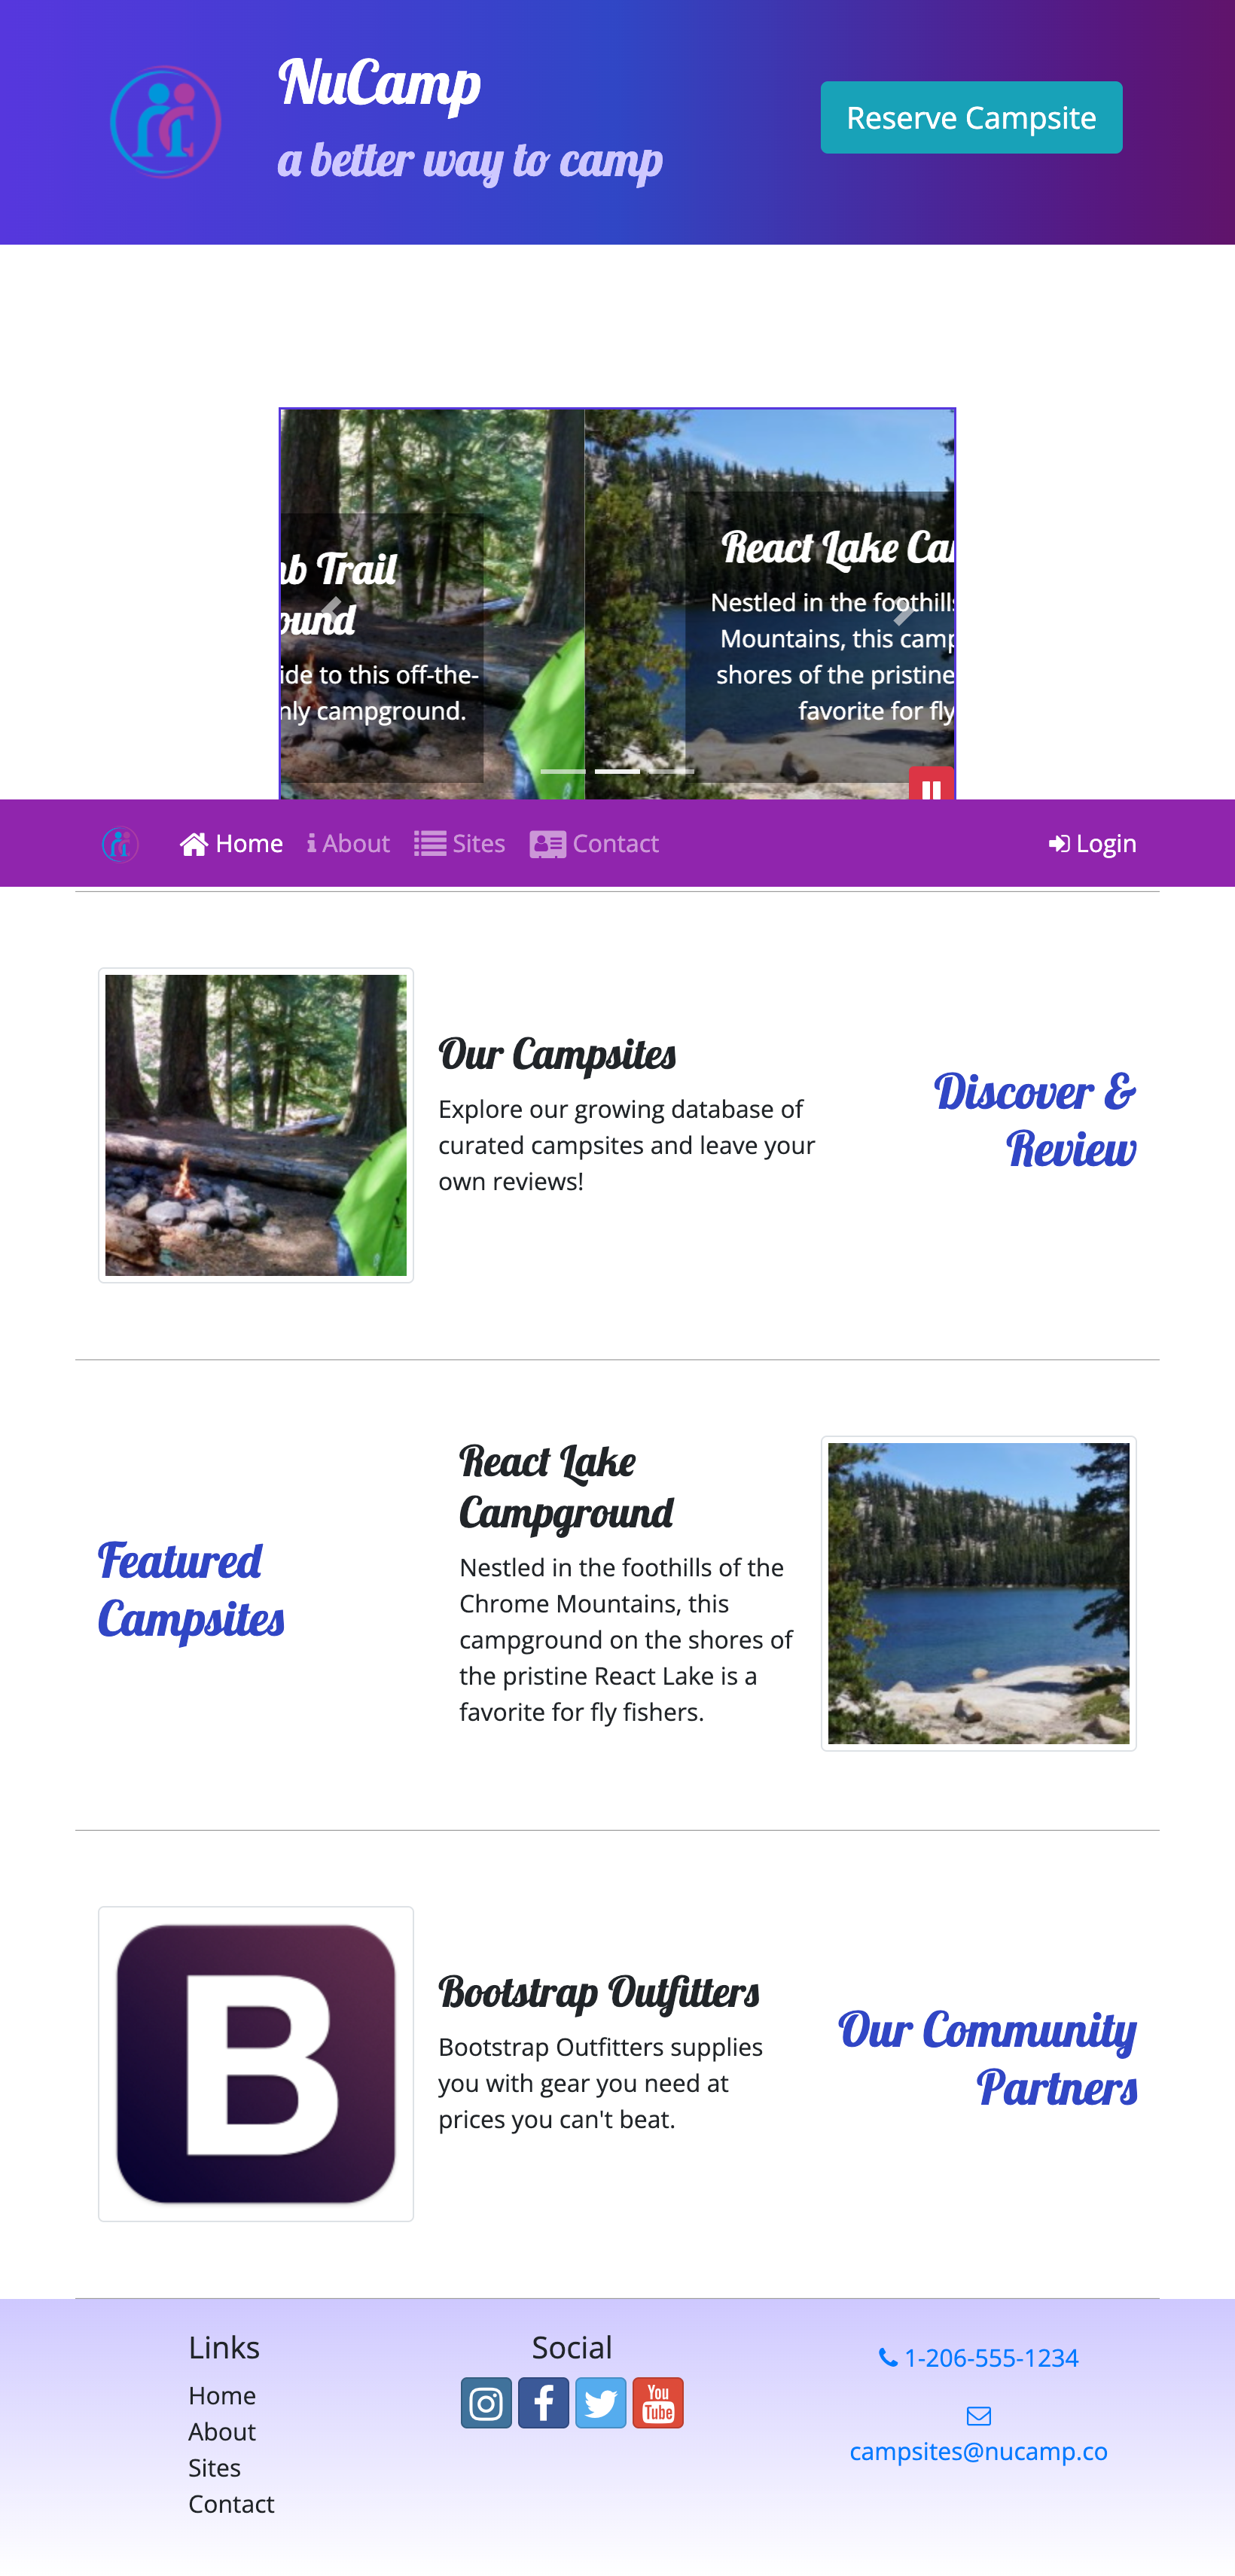 NuCamp
a better way to camp
Reserve Campsite
Trail
ide to this off-the-
nly campground.
React Lake Ca
Nestled in the foothill
Mountains, this camp
shores of the pristine
favorite for fly
Home
About
Sites
Contact
Login
Our Campsites
Explore our growing database of
curated campsites and leave your
own reviews!
Discover &
Review
Featured
Campsites
React Lake
Campground
Nestled in the foothills of the
Chrome Mountains, this
campground on the shores of
the pristine React Lake is a
favorite for fly fishers.
B
Bootstrap Outfitters
Bootstrap Outfitters supplies
you with gear you need at
prices you can't beat.
Our Community
Partners
Links
Home
About
Sites
Contact
Social
You
Tube
1-206-555-1234
campsites@nucamp.co